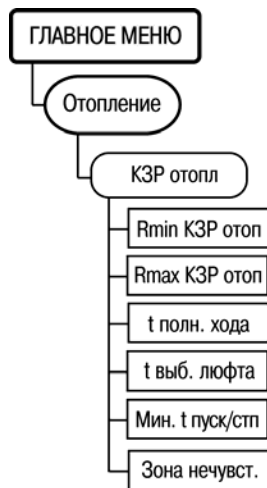 ГЛАВНОЕ МЕНЮ
Отопление
КЗР отопл
Rmin КЗР отоп
Rmax КЗР отоп
t полн. хода
t выб. люфта
Мин. t пуск/стп
Зона нечувст.